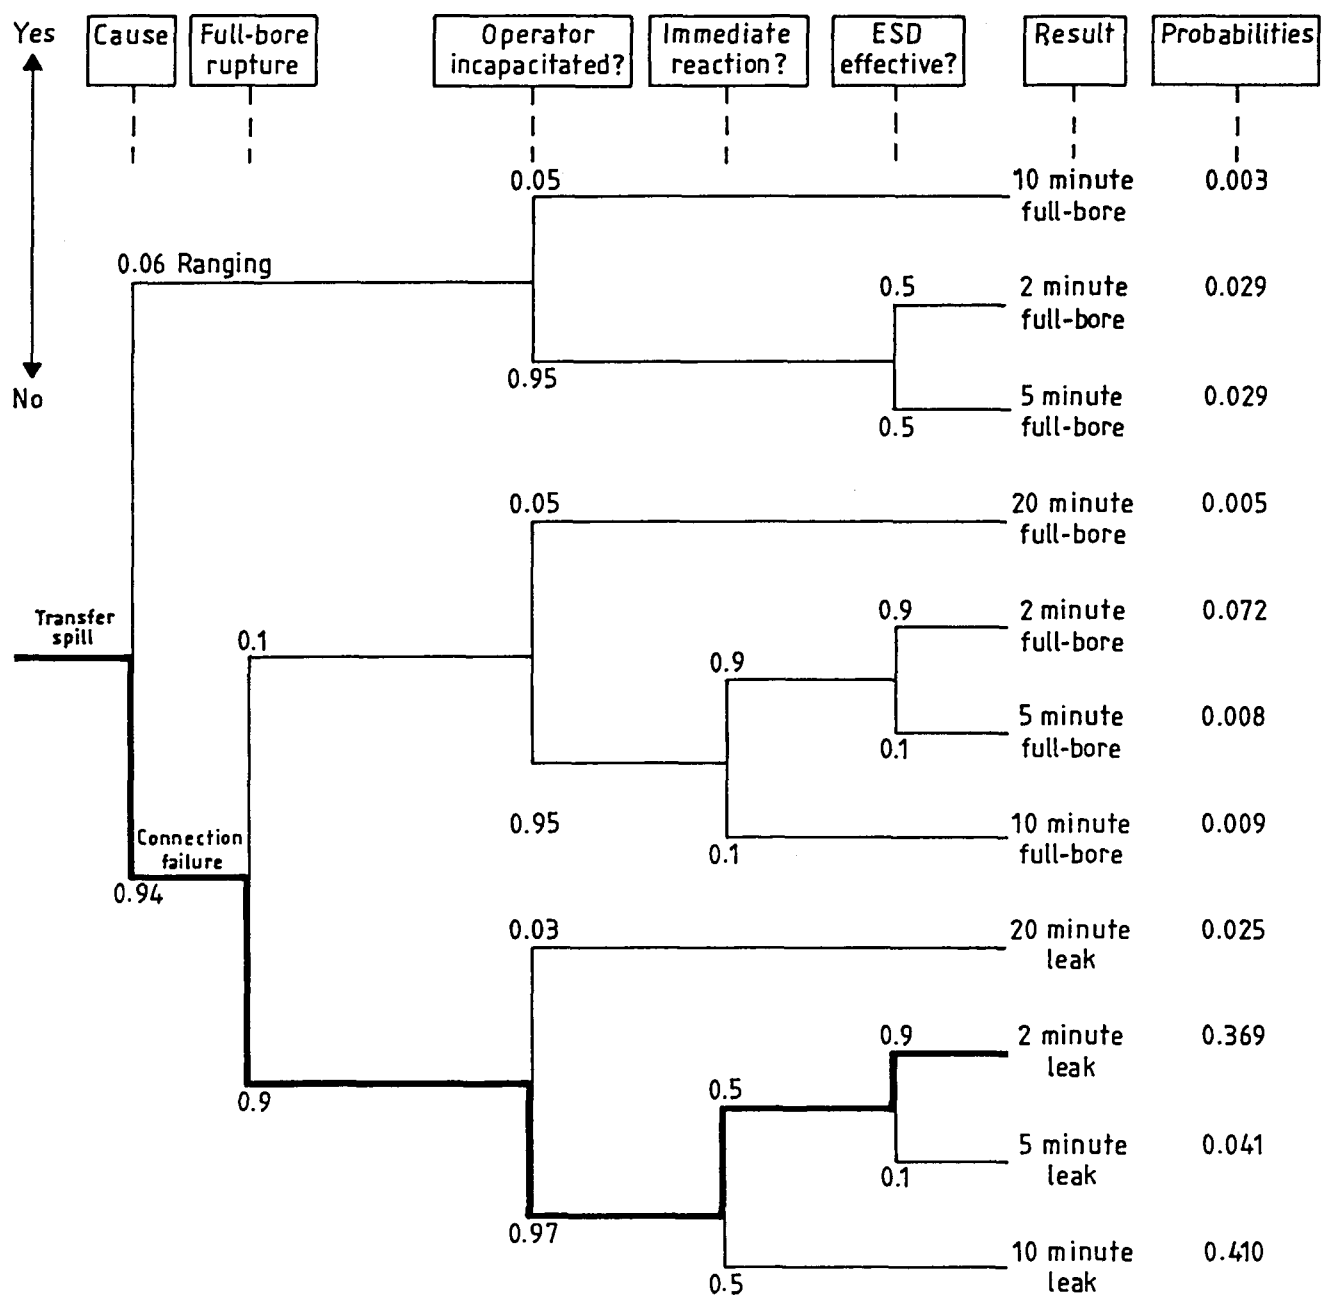 Yes
Cause
Full-bore
rupture
Operator
incapacitated?
Immediate
reaction?
ESD
effective?
Result
Probabilities
0.05
10 minute
full-bore
0.003
0.06 Ranging
0.5
2 minute
full-bore
0.029
0.95
No
5 minute
full-bore
0.029
0.5
0.05
20 minute
full-bore
0.005
Transfer
spill
0.1
0.9
2 minute
full-bore
0.072
0.9
5 minute
full-bore
0.008
0.1
Connection
failure
0.94
0.95
10 minute
full-bore
0.009
0.1
0.03
20 minute
leak
0.025
0.9
2 minute
leak
0.369
0.9
0.5
5 minute
leak
0.041
0.1
0.97
10 minute
leak
0.410
0.5